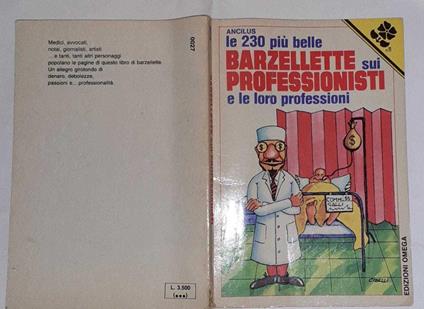 Medici, avvocati,
notai, giornalisti, artisti
... e tanti, tanti altri personaggi
popolano le pagine di questo libro di barzellette.
Un allegro girotondo di
denaro, debolezze,
passioni e... professionalità.
0027
L. 3.500
(●●●)
ANCILUS
le 230 più belle
BARZELLETTE sui
PROFESSIONISTI
e le loro professioni
$
COMM.
EDIZIONI OMEGA